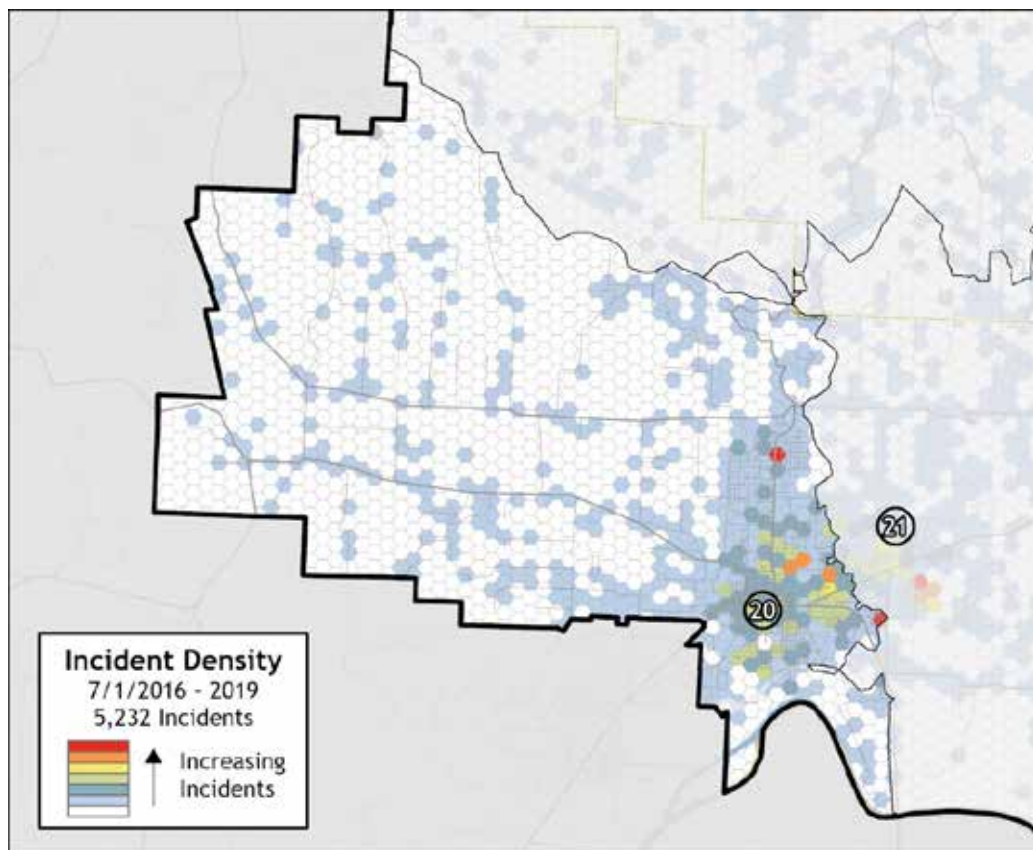 21
20
Incident Density
7/1/2016 - 2019
5,232 Incidents
Increasing
Incidents